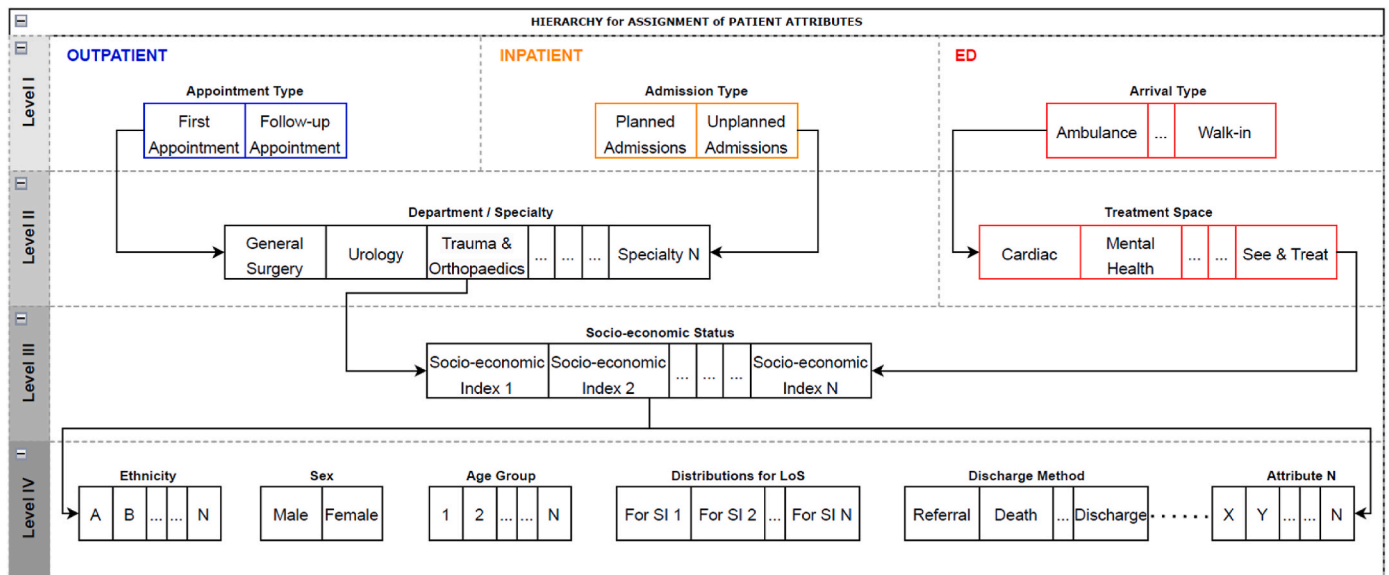 HIERARCHY for ASSIGNMENT of PATIENT ATTRIBUTES
Level I
OUTPATIENT
INPATIENT
ED
Appointment Type
First Appointment
Follow-up Appointment
Admission Type
Planned Admissions
Unplanned Admissions
Arrival Type
Ambulance
...
Walk-in
Level II
Department / Specialty
General Surgery
Urology
Trauma & Orthopaedics
...
...
...
Specialty N
Treatment Space
Cardiac
Mental Health
...
...
See & Treat
Level III
Socio-economic Status
Socio-economic Index 1
Socio-economic Index 2
...
...
...
Socio-economic Index N
Level IV
Ethnicity
A
B
...
...
N
Sex
Male
Female
Age Group
1
2
...
...
N
Distributions for LoS
For SI 1
For SI 2
...
For SI N
Discharge Method
Referral
Death
...
Discharge
......
Attribute N
X
Y
...
...
N